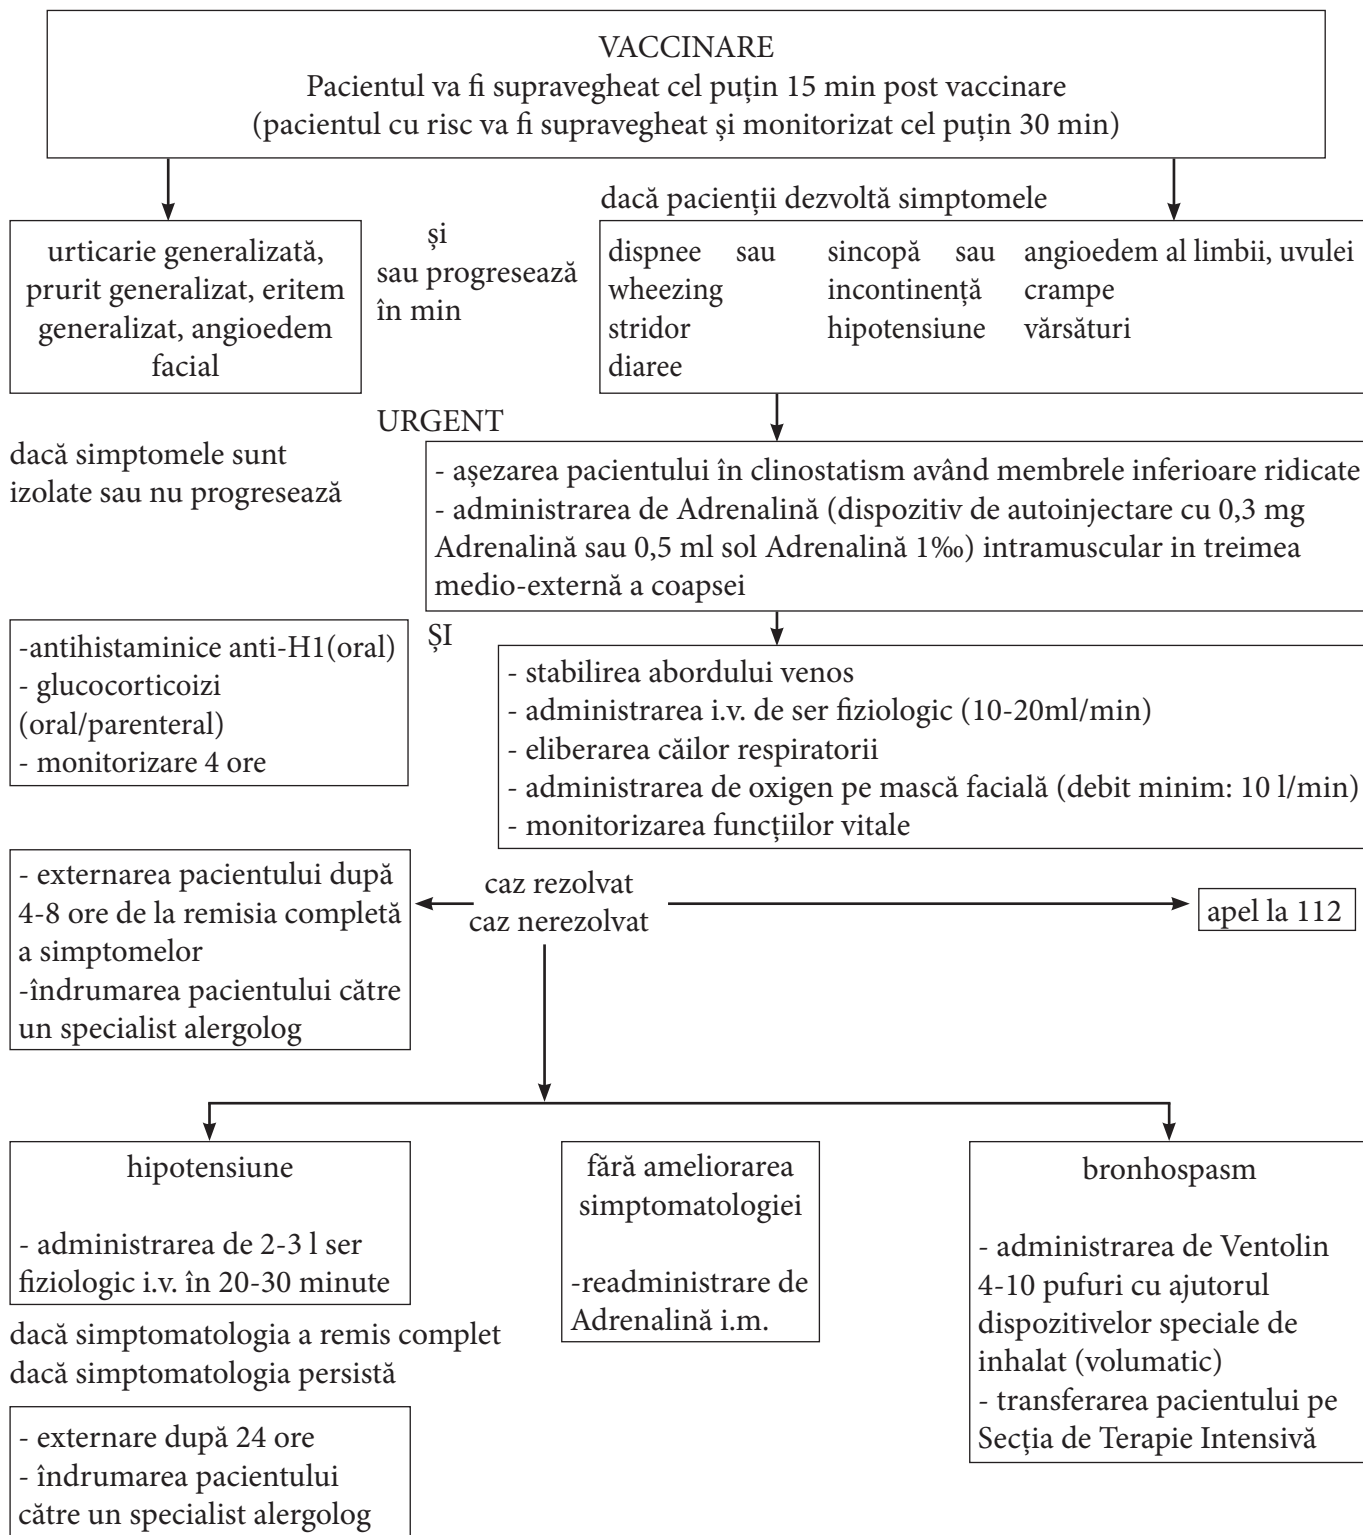 VACCINARE
Pacientul va fi supravegheat cel puțin 15 min post vaccinare
(pacientul cu risc va fi supravegheat și monitorizat cel puțin 30 min)
urticarie generalizată,
prurit generalizat, eritem
generalizat, angioedem
facial
și
sau progresează
în min
dacă pacienții dezvoltă simptomele
dispnee sau sincopă sau angioedem al limbii, uvulei
wheezing incontinență crampe
stridor hipotensiune vărsături
diaree
dacă simptomele sunt
izolate sau nu progresează
URGENT
- așezarea pacientului în clinostatism având membrele inferioare ridicate
- administrarea de Adrenalină (dispozitiv de autoinjectare cu 0,3 mg
Adrenalină sau 0,5 ml sol Adrenalină 1‰) intramuscular in treimea
medio-externă a coapsei
-antihistaminice anti-H1(oral)
- glucocorticoizi
(oral/parenteral)
- monitorizare 4 ore
ȘI
- stabilirea abordului venos
- administrarea i.v. de ser fiziologic (10-20ml/min)
- eliberarea căilor respiratorii
- administrarea de oxigen pe mască facială (debit minim: 10 l/min)
- monitorizarea funcțiilor vitale
- externarea pacientului după
4-8 ore de la remisia completă
a simptomelor
-îndrumarea pacientului către
un specialist alergolog
caz rezolvat
caz nerezolvat
apel la 112
hipotensiune
- administrarea de 2-3 l ser
fiziologic i.v. în 20-30 minute
fără ameliorarea
simptomatologiei
-readministrare de
Adrenalină i.m.
bronhospasm
- administrarea de Ventolin
4-10 pufuri cu ajutorul
dispozitivelor speciale de
inhalat (volumatic)
- transferarea pacientului pe
Secția de Terapie Intensivă
dacă simptomatologia a remis complet
dacă simptomatologia persistă
- externare după 24 ore
- îndrumarea pacientului
către un specialist alergolog